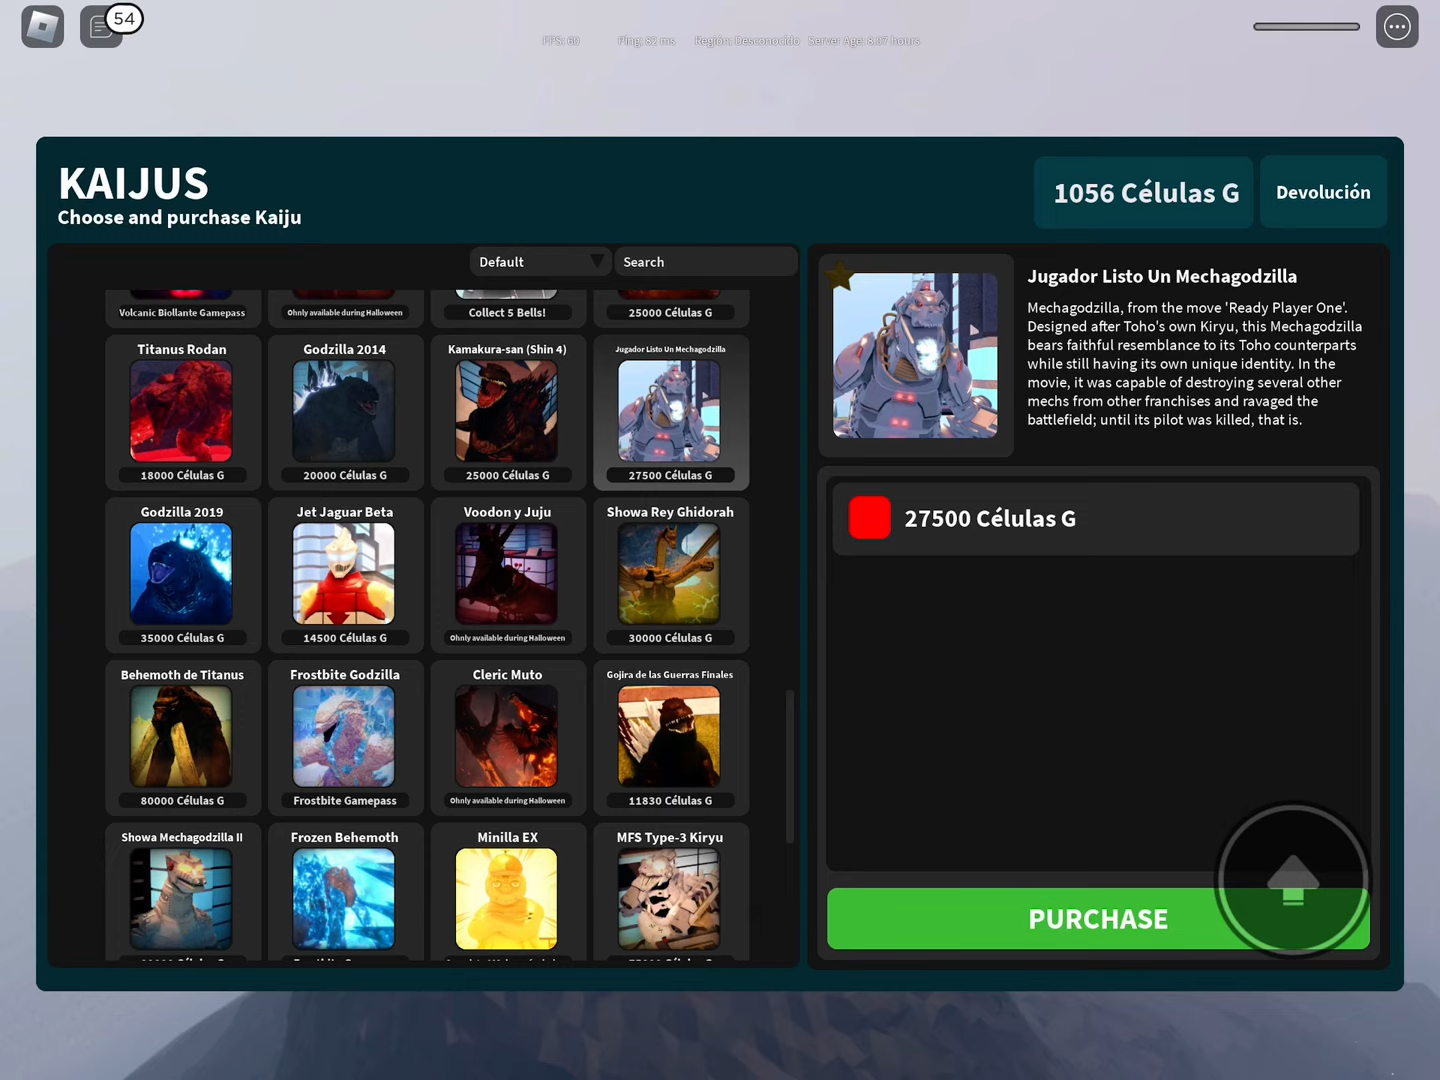 54
FPS: 60 Ping: 82 ms Región: Desconocido Server Age: 8.07 hours
KAIJUS
Choose and purchase Kaiju
1056 Células G
Devolución
Default
Search
Volcanic Biollante Gamepass
Ohnly available during Halloween
Collect 5 Bells!
25000 Células G
Titanus Rodan
Godzilla 2014
Kamakura-san (Shin 4)
Jugador Listo Un Mechagodzilla
18000 Células G
20000 Células G
25000 Células G
27500 Células G
Godzilla 2019
Jet Jaguar Beta
Voodon y Juju
Showa Rey Ghidorah
35000 Células G
14500 Células G
Ohnly available during Halloween
30000 Células G
Behemoth de Titanus
Frostbite Godzilla
Cleric Muto
Gojira de las Guerras Finales
80000 Células G
Frostbite Gamepass
Ohnly available during Halloween
11830 Células G
Showa Mechagodzilla II
Frozen Behemoth
Minilla EX
MFS Type-3 Kiryu
Jugador Listo Un Mechagodzilla
Mechagodzilla, from the move 'Ready Player One'.
Designed after Toho's own Kiryu, this Mechagodzilla
bears faithful resemblance to its Toho counterparts
while still having its own unique identity. In the
movie, it was capable of destroying several other
mechs from other franchises and ravaged the
battlefield; until its pilot was killed, that is.
27500 Células G
PURCHASE